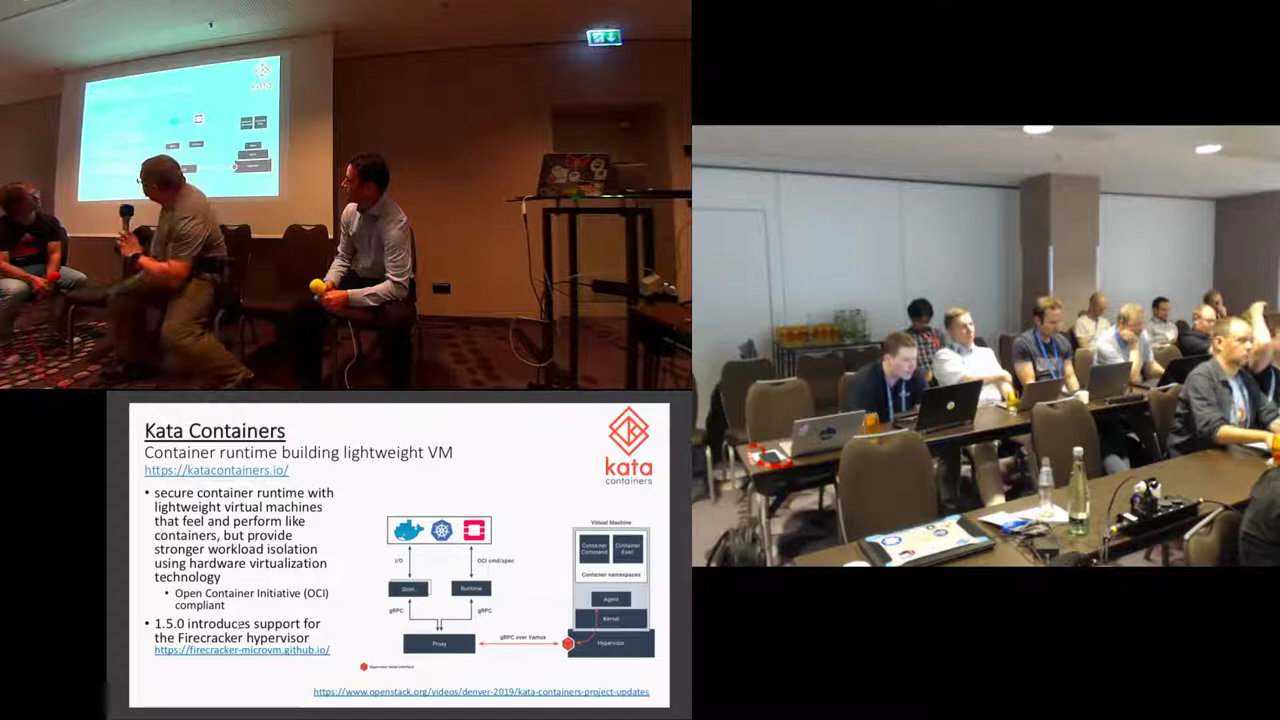 Kata Containers
Container runtime building lightweight VM
https://katacontainers.io/
kata
containers
• secure container runtime with
lightweight virtual machines
that feel and perform like
containers, but provide
stronger workload isolation
using hardware virtualization
technology
• Open Container Initiative (OCI)
compliant
• 1.5.0 introduces support for
the Firecracker hypervisor
https://firecracker-microvm.github.io/
I/O
OCI cmd/spec
Shim
Runtime
gRPC
gRPC
Proxy
gRPC over Yamux
Virtual Machine
Container
Command
Container
Exec
Container namespaces
Agent
Kernel
Hypervisor
https://www.openstack.org/videos/denver-2019/kata-containers-project-updates